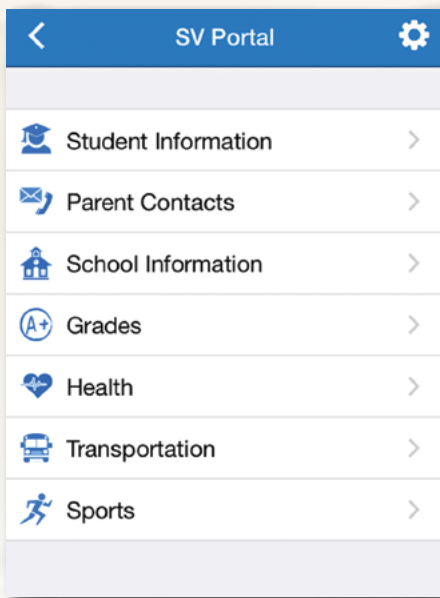 SV Portal
Student Information
Parent Contacts
School Information
A+
Grades
Health
Transportation
Sports